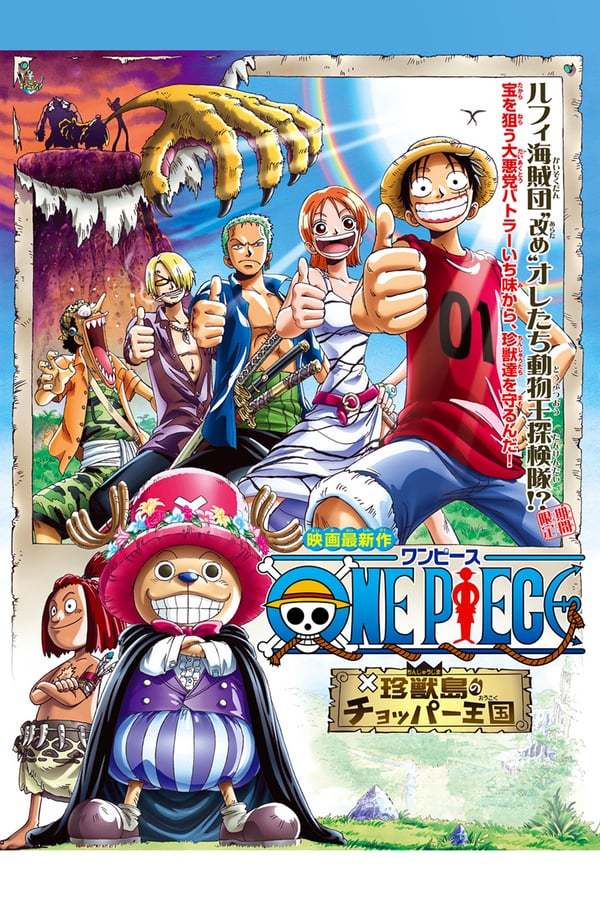 ルフィ海賊団“改め”オレたち動物王探検隊!?
宝を狙う大悪党バトラーいち味から、珍獣達を守るんだ!
期間限定
01
映画最新作
ワンピース
ONE PIECE
珍獣島の
チョッパー王国